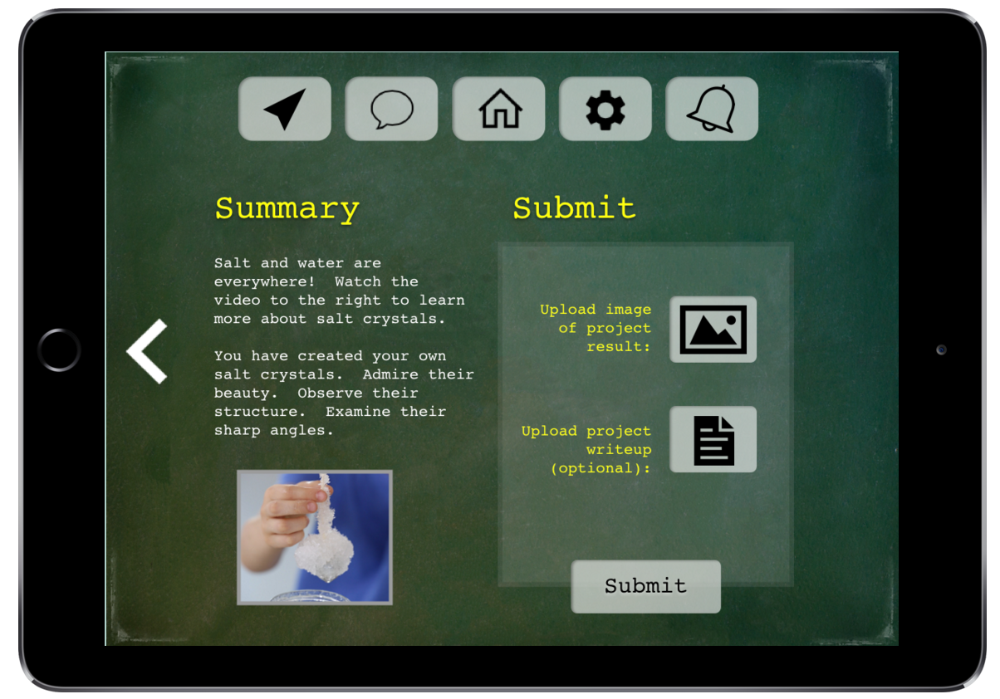 Summary
Salt and water are
everywhere!  Watch the
video to the right to learn
more about salt crystals.
You have created your own
salt crystals.  Admire their
beauty.  Observe their
structure.  Examine their
sharp angles.
Submit
Upload image
of project
result:
Upload project
writeup
(optional):
Submit